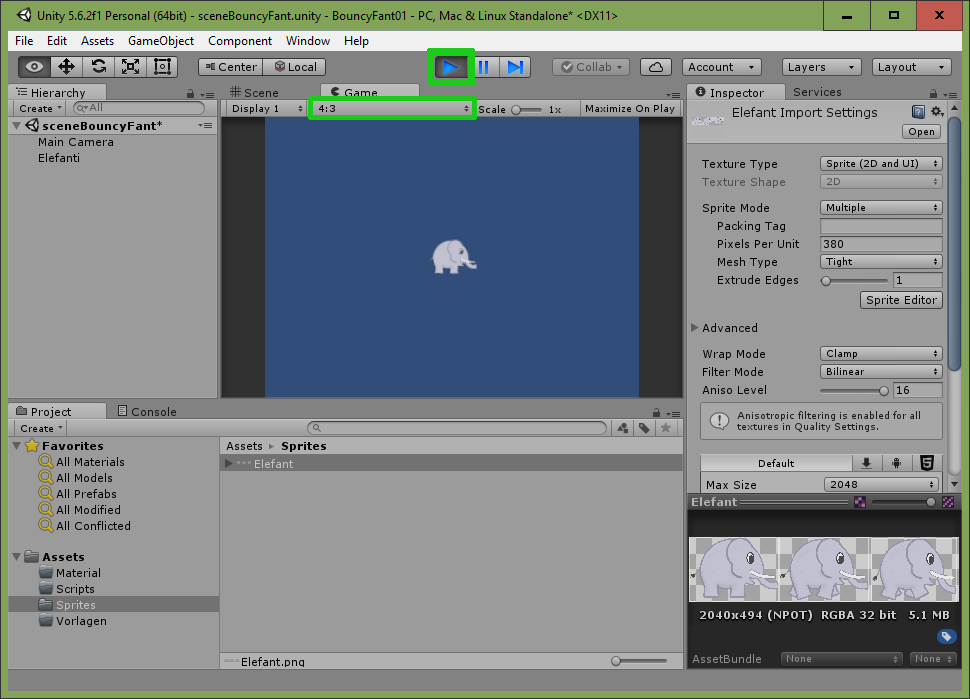 Unity 5.6.2f1 Personal (64bit) - sceneBouncyFant.unity - BouncyFant01 - PC, Mac & Linux Standalone* <DX11>
File Edit Assets GameObject Component Window Help
Center Local Collab Account Layers Layout
Hierarchy
Create All
sceneBouncyFant*
Main Camera
Elefanti
Scene Game
Display 1 4:3 Scale 1x Maximize On Play
Inspector Services
Elefant Import Settings
Open
Texture Type Sprite (2D and UI)
Texture Shape 2D
Sprite Mode Multiple
Packing Tag
Pixels Per Unit 380
Mesh Type Tight
Extrude Edges 1
Sprite Editor
Advanced
Wrap Mode Clamp
Filter Mode Bilinear
Aniso Level 16
Anisotropic filtering is enabled for all
textures in Quality Settings.
Default
Max Size 2048
Project Console
Create
Favorites
All Materials
All Models
All Prefabs
All Modified
All Conflicted
Assets
Material
Scripts
Sprites
Vorlagen
Assets Sprites
Elefant
Elefant.png
Elefant
2040x494 (NPOT) RGBA 32 bit 5.1 MB
AssetBundle None None